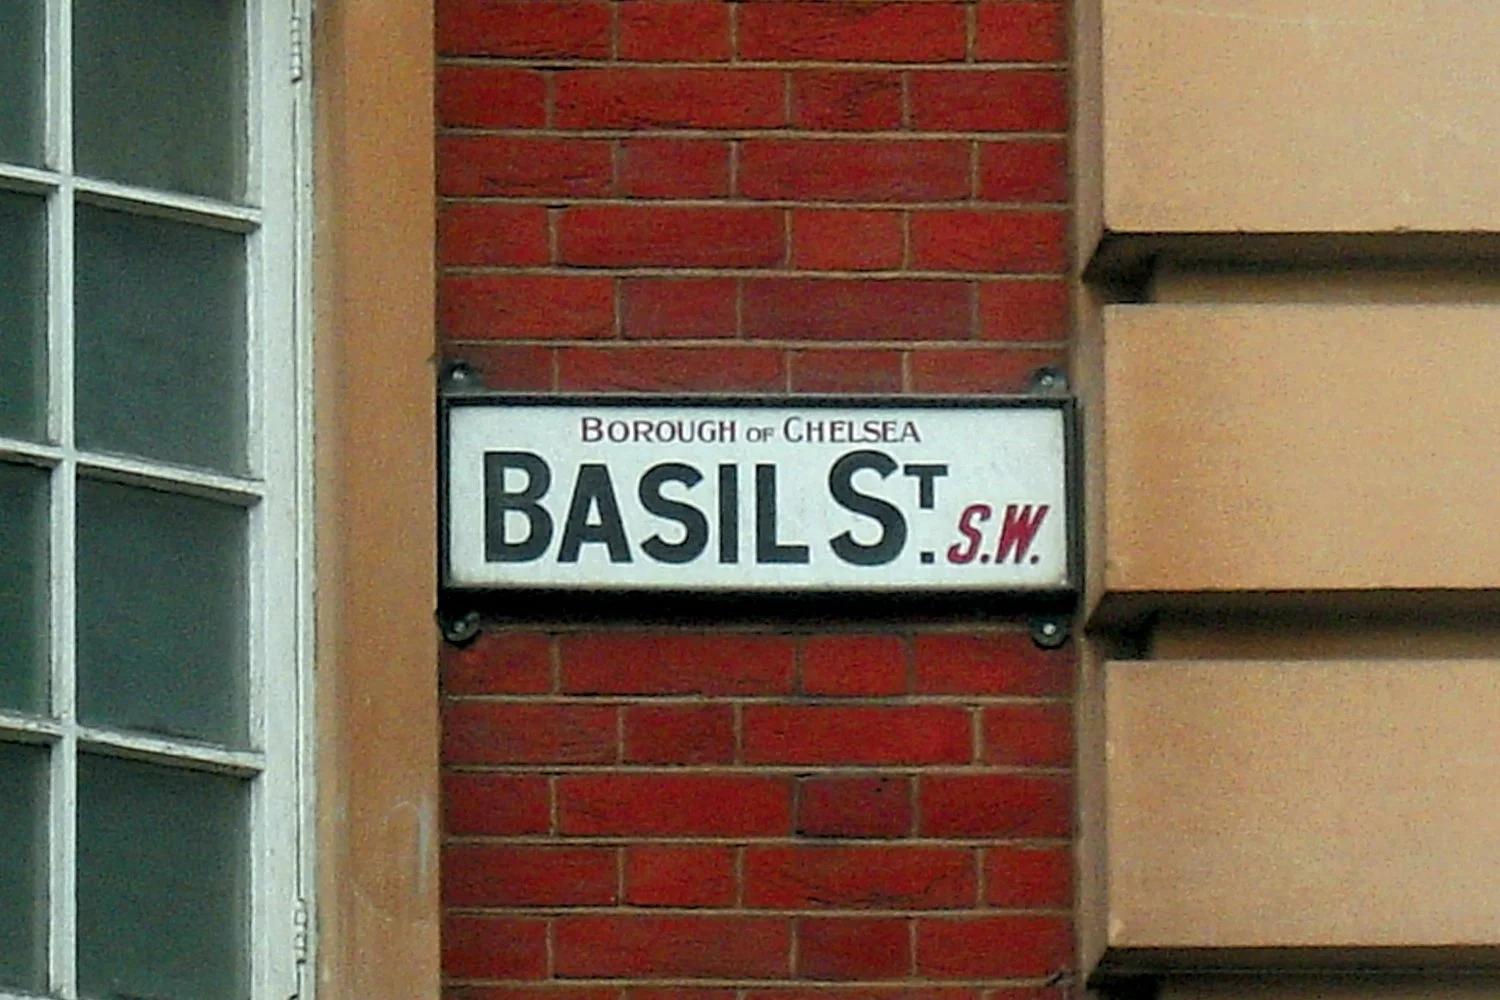 BOROUGH OF CHELSEA
BASIL ST. S.W.